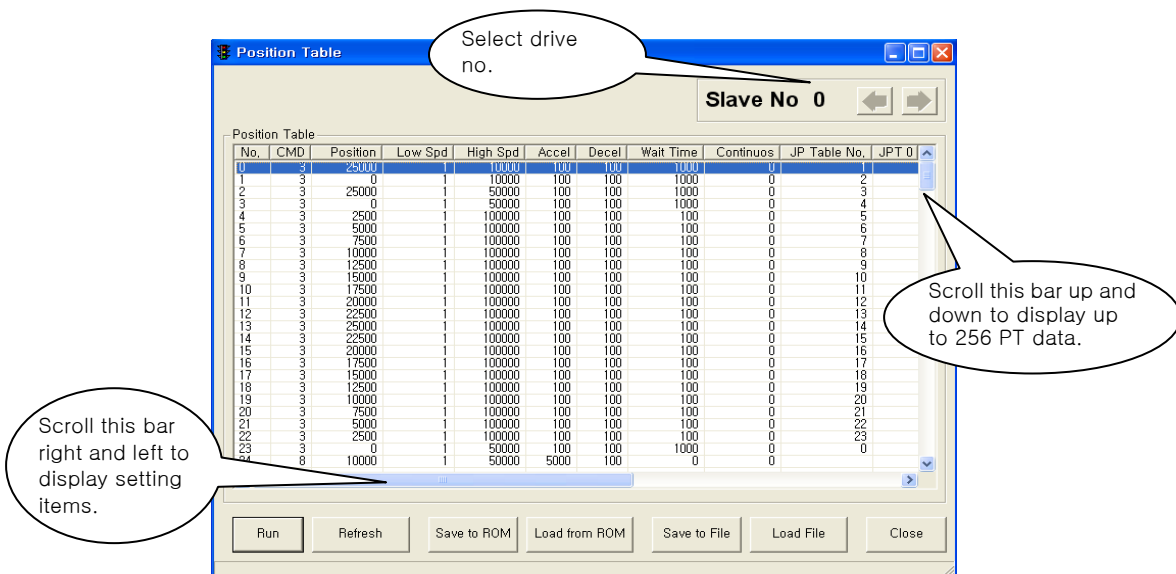 Select drive
no.
Position Table
Slave No 0
Position Table
No, CMD Position Low Spd High Spd Accel Decel Wait Time Continuos JP Table No, JPT 0
0 3 25000 1 10000 100 100 1000 0 1
1 3 0 1 10000 100 100 1000 0 2
2 3 25000 1 50000 100 100 1000 0 3
3 3 0 1 50000 100 100 1000 0 4
4 3 2500 1 100000 100 100 100 0 5
5 3 5000 1 100000 100 100 100 0 6
6 3 7500 1 100000 100 100 100 0 7
7 3 10000 1 100000 100 100 100 0 8
8 3 12500 1 100000 100 100 100 0 9
9 3 15000 1 100000 100 100 100 0 10
10 3 17500 1 100000 100 100 100 0 11
11 3 20000 1 100000 100 100 100 0 12
12 3 22500 1 100000 100 100 100 0 13
13 3 25000 1 100000 100 100 100 0 14
14 3 22500 1 100000 100 100 100 0 15
15 3 20000 1 100000 100 100 100 0 16
16 3 17500 1 100000 100 100 100 0 17
17 3 15000 1 100000 100 100 100 0 18
18 3 12500 1 100000 100 100 100 0 19
19 3 10000 1 100000 100 100 100 0 20
20 3 7500 1 100000 100 100 100 0 21
21 3 5000 1 100000 100 100 100 0 22
22 3 2500 1 100000 100 100 100 0 23
23 3 0 1 50000 100 100 1000 0 0
24 8 10000 1 50000 5000 100 0 0
Scroll this bar up and
down to display up
to 256 PT data.
Scroll this bar
right and left to
display setting
items.
Run Refresh Save to ROM Load from ROM Save to File Load File Close